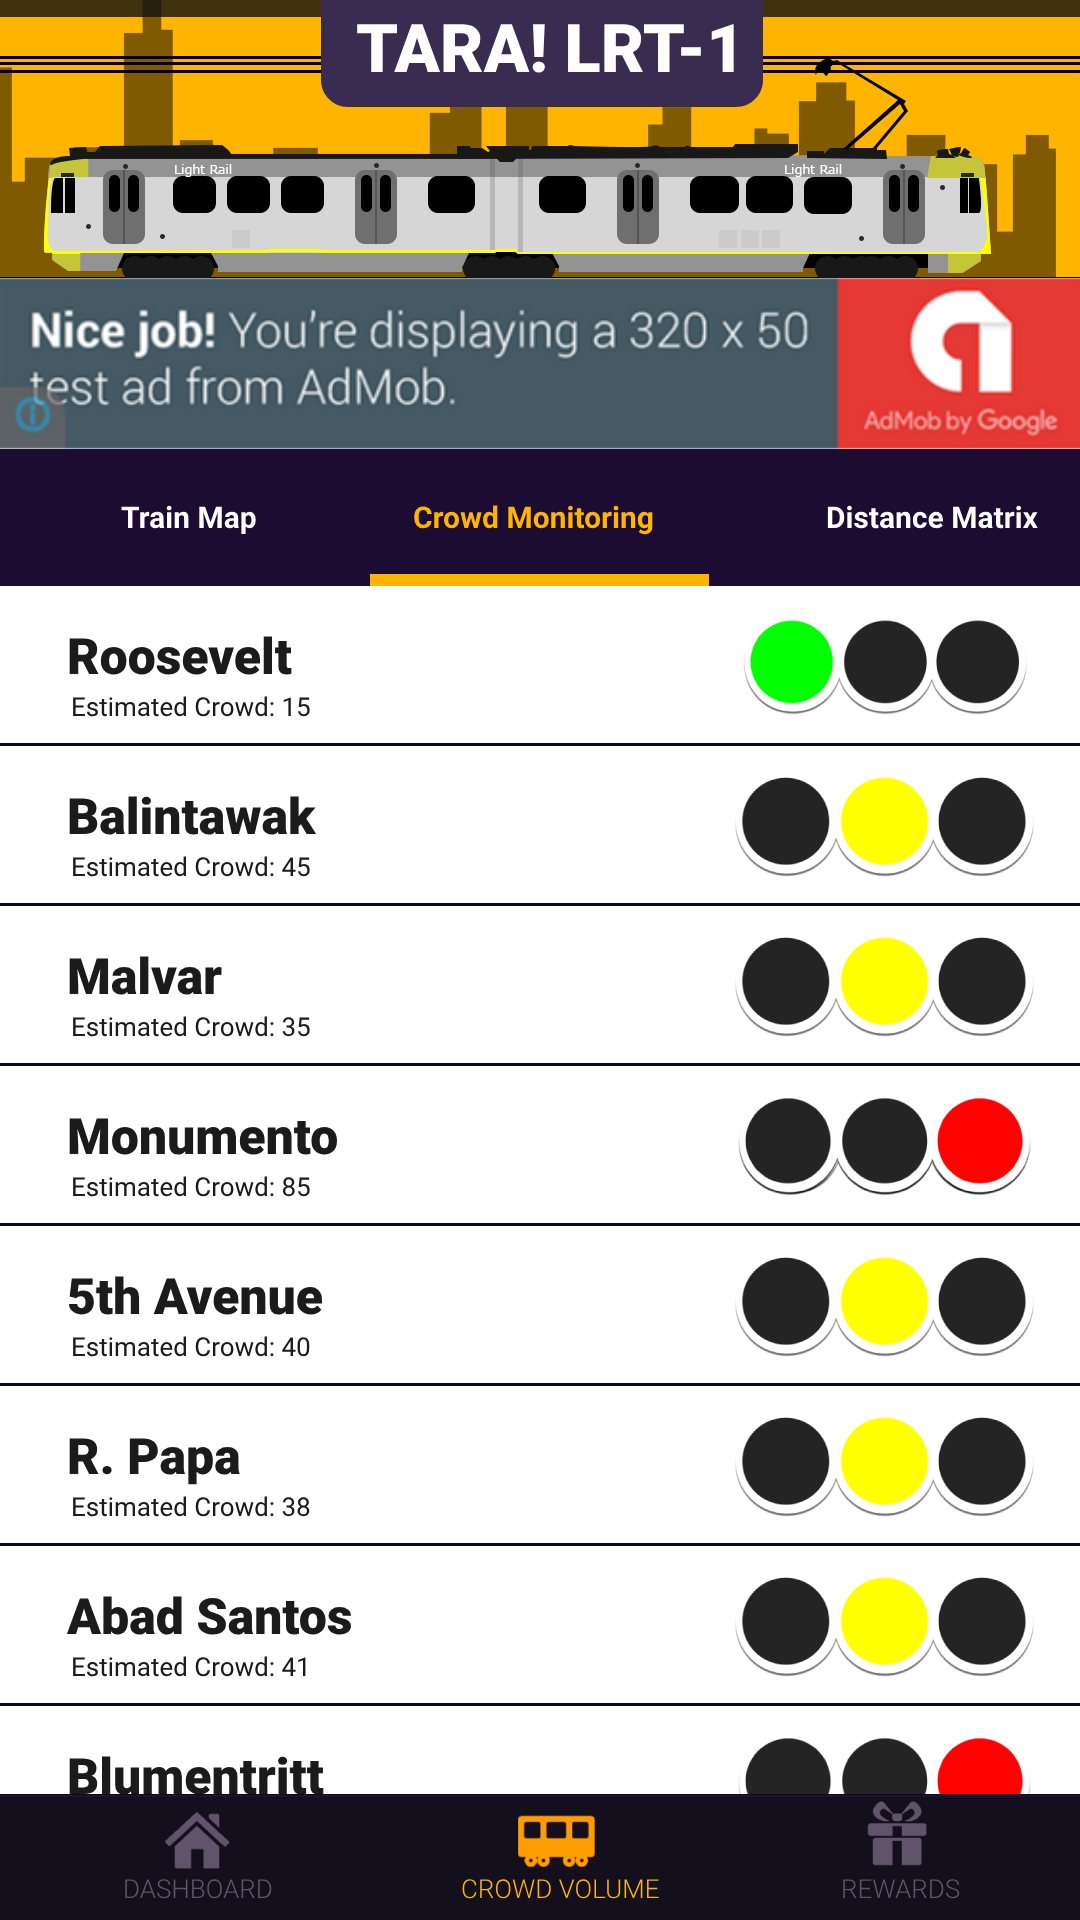 TARA! LRT-1
Light Rail
Light Rail
Nice job! You're displaying a 320 x 50
test ad from AdMob.
AdMob by Google
Train Map
Crowd Monitoring
Distance Matrix
Roosevelt
Estimated Crowd: 15
Balintawak
Estimated Crowd: 45
Malvar
Estimated Crowd: 35
Monumento
Estimated Crowd: 85
5th Avenue
Estimated Crowd: 40
R. Papa
Estimated Crowd: 38
Abad Santos
Estimated Crowd: 41
Blumentritt
DASHBOARD
CROWD VOLUME
REWARDS